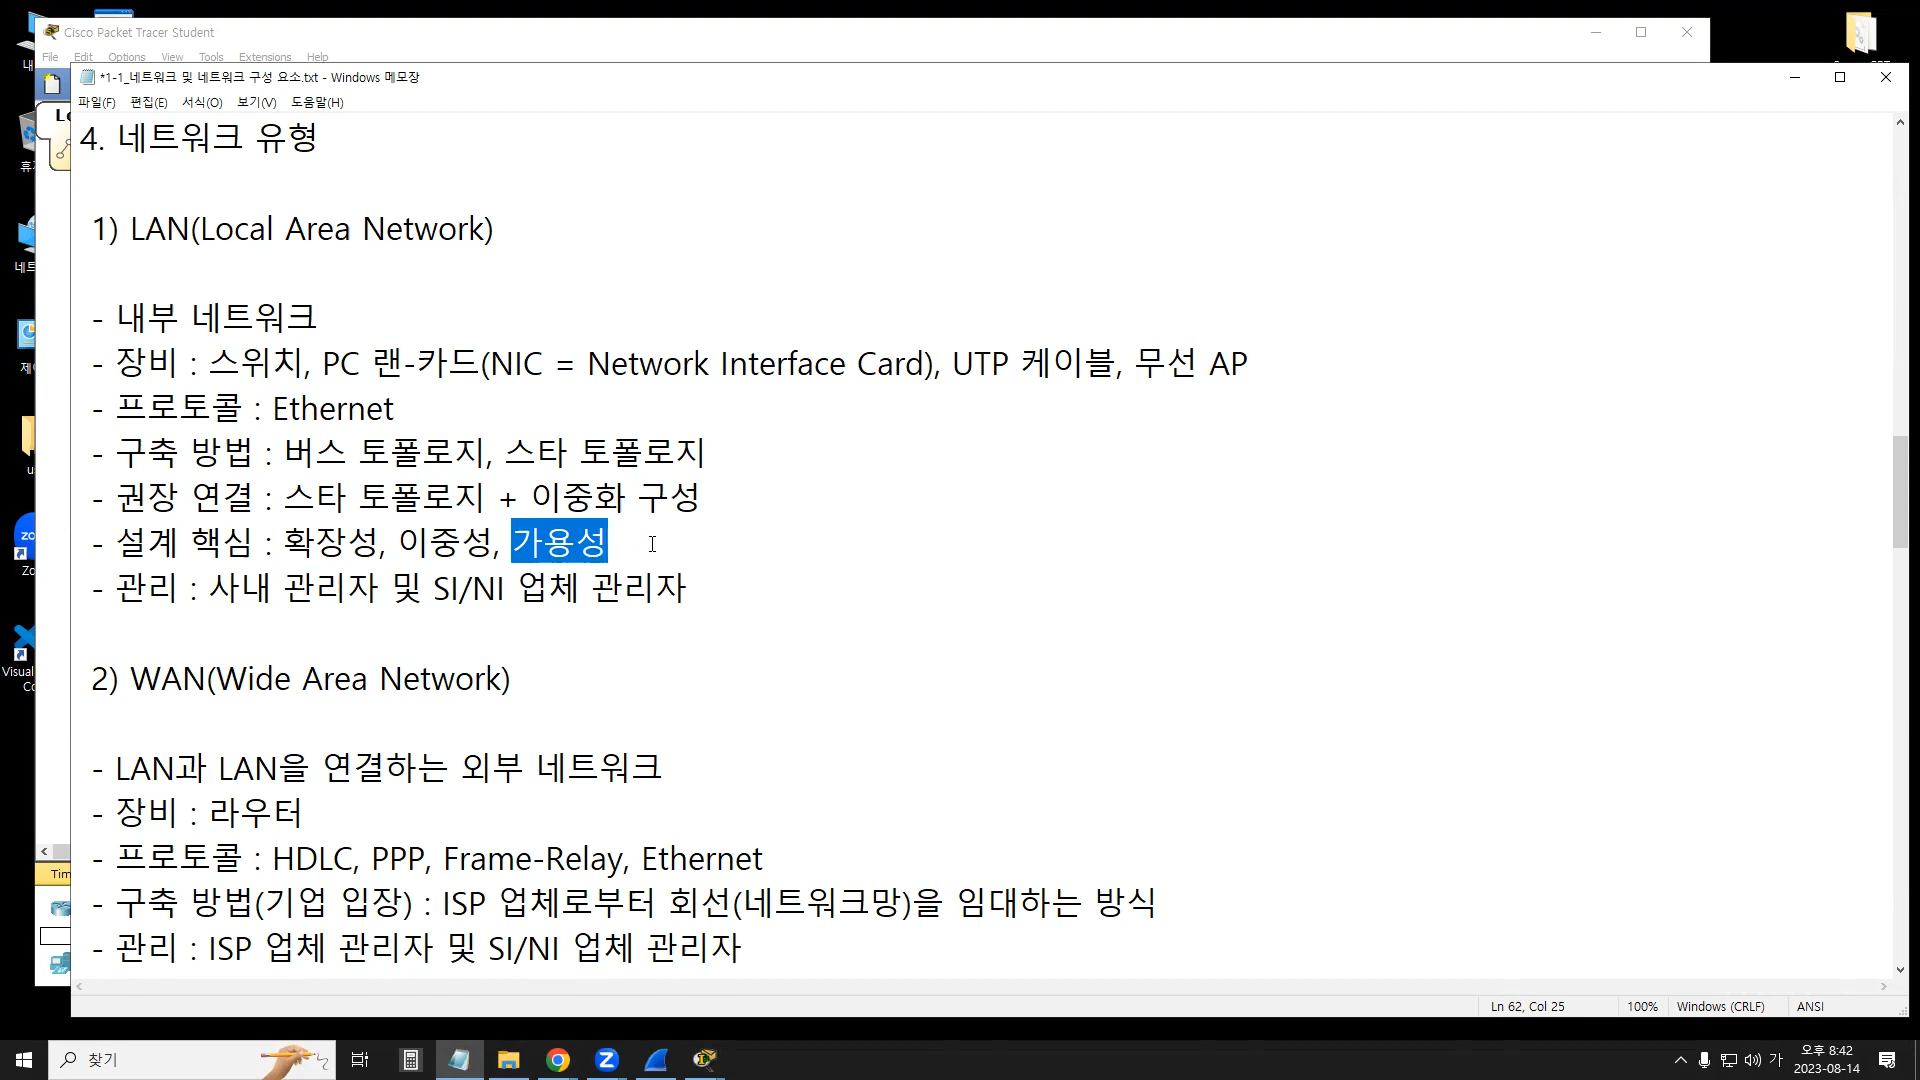 Cisco Packet Tracer Student
File Edit Options View Tools Extensions Help
*1-1_네트워크 및 네트워크 구성 요소.txt - Windows 메모장
파일(F) 편집(E) 서식(O) 보기(V) 도움말(H)
4. 네트워크 유형
1) LAN(Local Area Network)
- 내부 네트워크
- 장비 : 스위치, PC 랜-카드(NIC = Network Interface Card), UTP 케이블, 무선 AP
- 프로토콜 : Ethernet
- 구축 방법 : 버스 토폴로지, 스타 토폴로지
- 권장 연결 : 스타 토폴로지 + 이중화 구성
- 설계 핵심 : 확장성, 이중성, 가용성
- 관리 : 사내 관리자 및 SI/NI 업체 관리자
2) WAN(Wide Area Network)
- LAN과 LAN을 연결하는 외부 네트워크
- 장비 : 라우터
- 프로토콜 : HDLC, PPP, Frame-Relay, Ethernet
- 구축 방법(기업 입장) : ISP 업체로부터 회선(네트워크망)을 임대하는 방식
- 관리 : ISP 업체 관리자 및 SI/NI 업체 관리자
Ln 62, Col 25 100% Windows (CRLF) ANSI
Visual
찾기
가
오후 8:42
2023-08-14